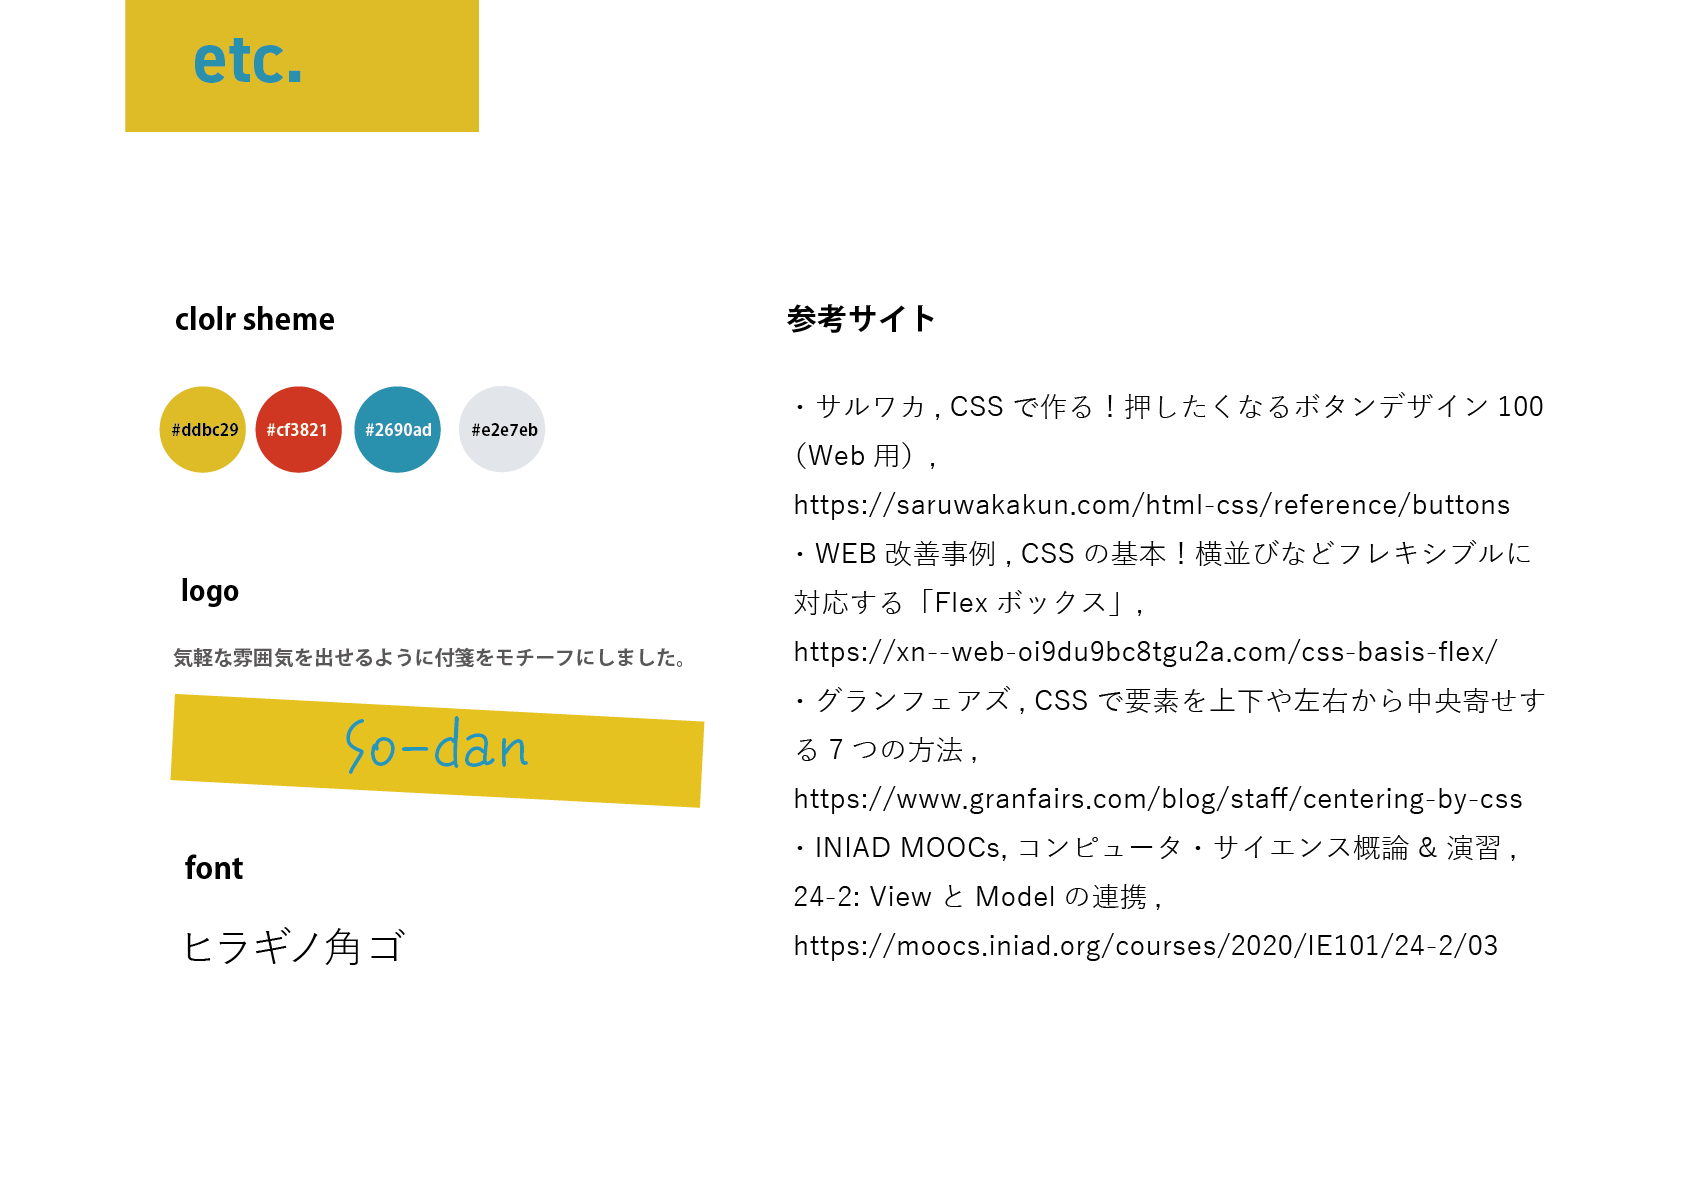 etc.
clolr sheme
#ddbc29 #cf3821 #2690ad #e2e7eb
logo
気軽な雰囲気を出せるように付箋をモチーフにしました。
So-dan
font
ヒラギノ角ゴ
参考サイト
・サルワカ , CSS で作る！押したくなるボタンデザイン 100
（Web 用）,
https://saruwakakun.com/html-css/reference/buttons
・WEB 改善事例 , CSS の基本！横並びなどフレキシブルに
対応する「Flex ボックス」,
https://xn--web-oi9du9bc8tgu2a.com/css-basis-flex/
・グランフェアズ , CSS で要素を上下や左右から中央寄せす
る 7 つの方法 ,
https://www.granfairs.com/blog/staff/centering-by-css
・INIAD MOOCs, コンピュータ・サイエンス概論 & 演習 ,
24-2: View と Model の連携 ,
https://moocs.iniad.org/courses/2020/IE101/24-2/03